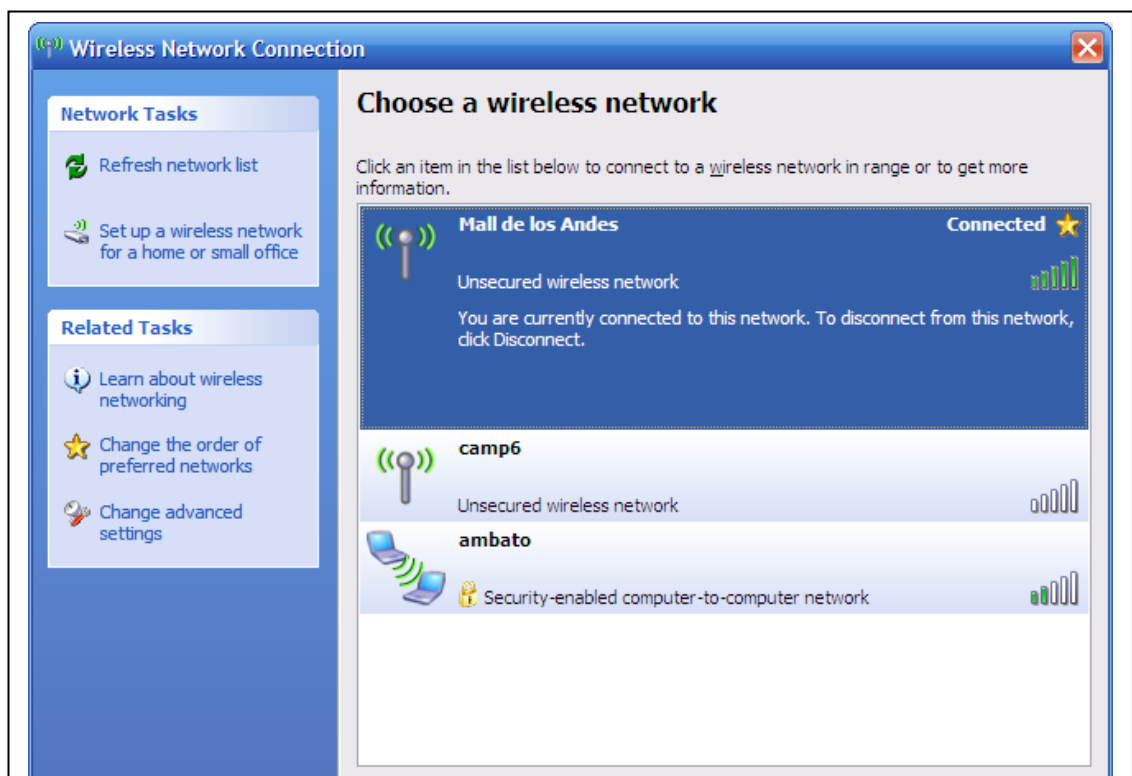 Wireless Network Connection
Network Tasks
Refresh network list
Set up a wireless network
for a home or small office
Related Tasks
Learn about wireless
networking
Change the order of
preferred networks
Change advanced
settings
Choose a wireless network
Click an item in the list below to connect to a wireless network in range or to get more
information.
Mall de los Andes Connected
Unsecured wireless network
You are currently connected to this network. To disconnect from this network,
click Disconnect.
camp6
Unsecured wireless network
ambato
Security-enabled computer-to-computer network